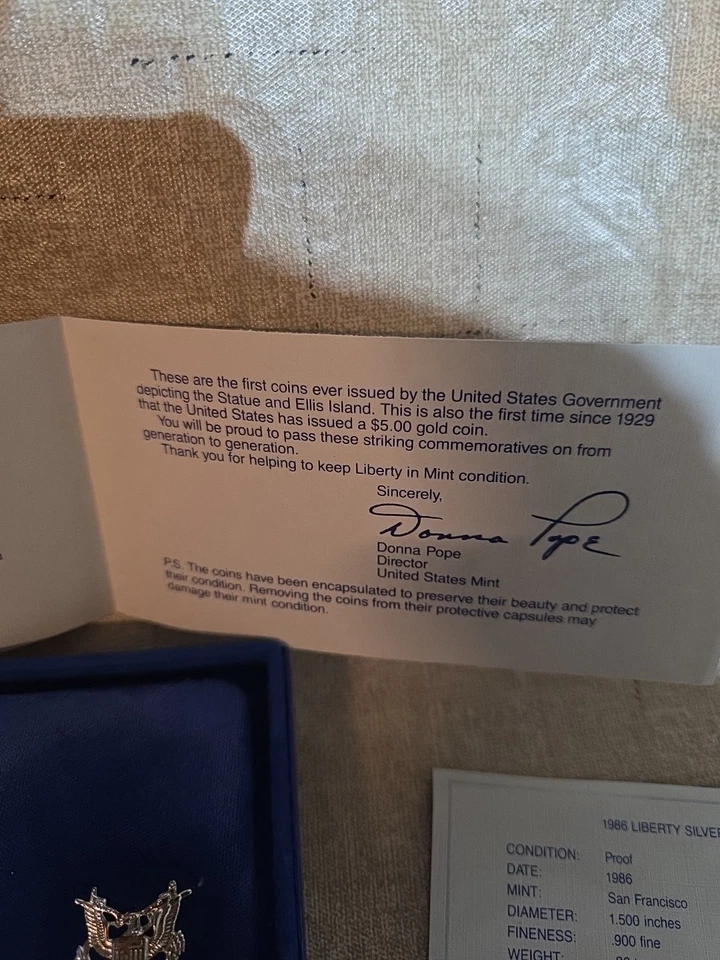 These are the first coins ever issued by the United States Government
depicting the Statue and Ellis Island. This is also the first time since 1929
that the United States has issued a $5.00 gold coin.
You will be proud to pass these striking commemoratives on from
generation to generation.
Thank you for helping to keep Liberty in Mint condition.
Sincerely,
Donna Pope
Donna Pope
Director
United States Mint
P.S. The coins have been encapsulated to preserve their beauty and protect
their condition. Removing the coins from their protective capsules may
damage their mint condition.
1986 LIBERTY SILVER
CONDITION: Proof
DATE: 1986
MINT: San Francisco
DIAMETER: 1.500 inches
FINENESS: .900 fine
WEIGHT: